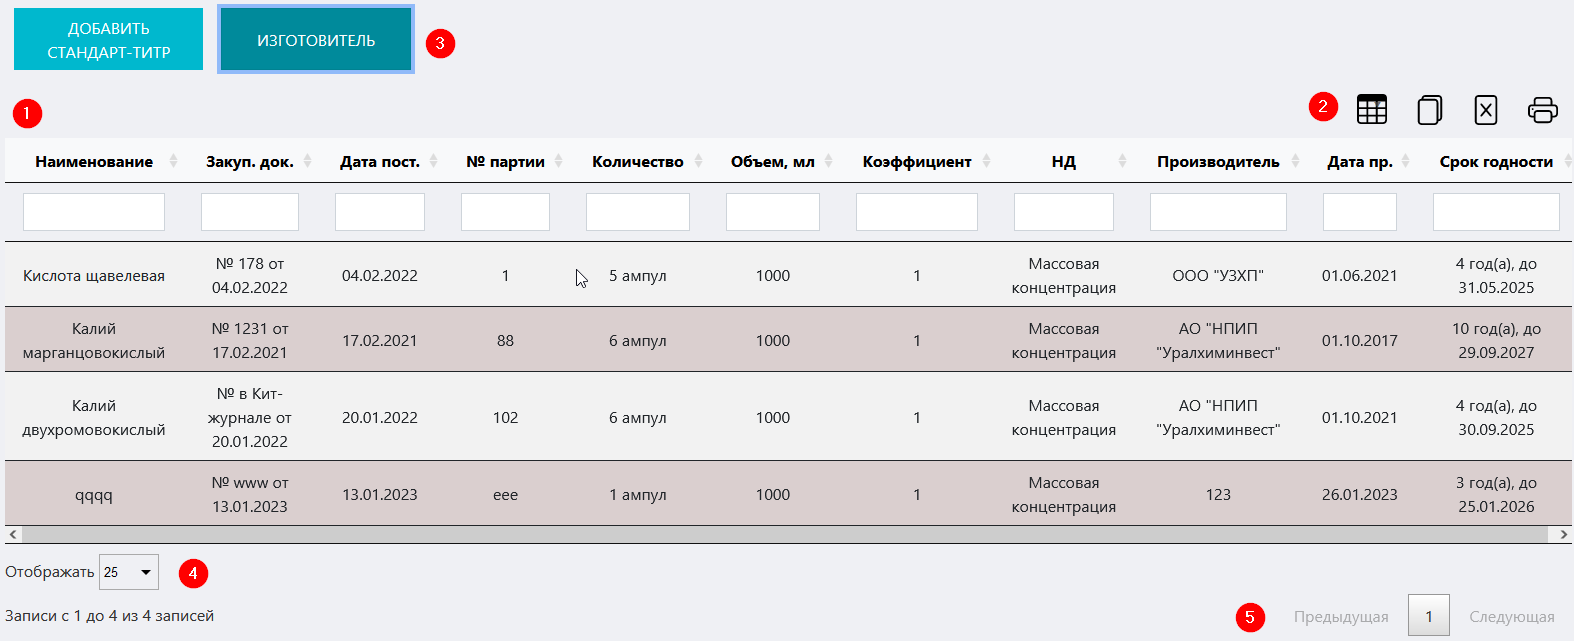 ДОБАВИТЬ
СТАНДАРТ-ТИТР
ИЗГОТОВИТЕЛЬ
3
1
2
Наименование Закуп. док. Дата пост. № партии Количество Объем, мл Коэффициент НД Производитель Дата пр. Срок годности
Кислота щавелевая
№ 178 от
04.02.2022
04.02.2022
1
5 ампул
1000
1
Массовая
концентрация
ООО "УЗХП"
01.06.2021
4 год(а), до
31.05.2025
Калий
марганцовокислый
№ 1231 от
17.02.2021
17.02.2021
88
6 ампул
1000
1
Массовая
концентрация
АО "НПИП
"Уралхиминвест"
01.10.2017
10 год(а), до
29.09.2027
Калий
двухромовокислый
№ в Кит-
журнале от
20.01.2022
20.01.2022
102
6 ампул
1000
1
Массовая
концентрация
АО "НПИП
"Уралхиминвест"
01.10.2021
4 год(а), до
30.09.2025
qqqq
№ www от
13.01.2023
13.01.2023
eee
1 ампул
1000
1
Массовая
концентрация
123
26.01.2023
3 год(а), до
25.01.2026
Отображать 25
4
Записи с 1 до 4 из 4 записей
5
Предыдущая 1 Следующая